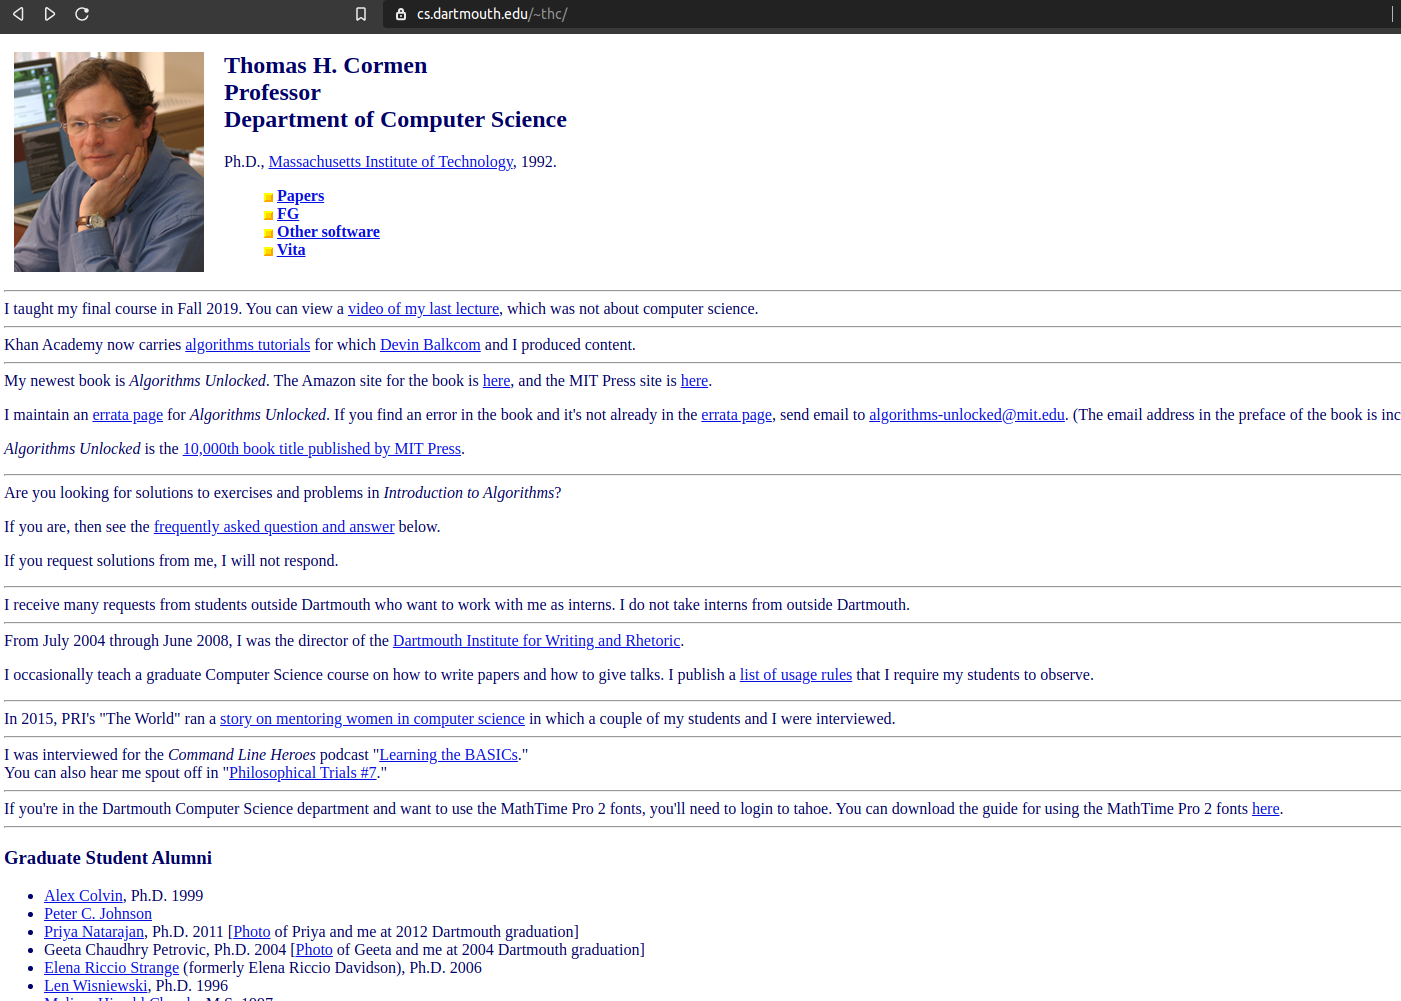 cs.dartmouth.edu/~thc/
Thomas H. Cormen
Professor
Department of Computer Science
Ph.D., Massachusetts Institute of Technology, 1992.
Papers
FG
Other software
Vita
I taught my final course in Fall 2019. You can view a video of my last lecture, which was not about computer science.
Khan Academy now carries algorithms tutorials for which Devin Balkcom and I produced content.
My newest book is Algorithms Unlocked. The Amazon site for the book is here, and the MIT Press site is here.
I maintain an errata page for Algorithms Unlocked. If you find an error in the book and it's not already in the errata page, send email to algorithms-unlocked@mit.edu. (The email address in the preface of the book is inc
Algorithms Unlocked is the 10,000th book title published by MIT Press.
Are you looking for solutions to exercises and problems in Introduction to Algorithms?
If you are, then see the frequently asked question and answer below.
If you request solutions from me, I will not respond.
I receive many requests from students outside Dartmouth who want to work with me as interns. I do not take interns from outside Dartmouth.
From July 2004 through June 2008, I was the director of the Dartmouth Institute for Writing and Rhetoric.
I occasionally teach a graduate Computer Science course on how to write papers and how to give talks. I publish a list of usage rules that I require my students to observe.
In 2015, PRI's "The World" ran a story on mentoring women in computer science in which a couple of my students and I were interviewed.
I was interviewed for the Command Line Heroes podcast "Learning the BASICs."
You can also hear me spout off in "Philosophical Trials #7."
If you're in the Dartmouth Computer Science department and want to use the MathTime Pro 2 fonts, you'll need to login to tahoe. You can download the guide for using the MathTime Pro 2 fonts here.
Graduate Student Alumni
Alex Colvin, Ph.D. 1999
Peter C. Johnson
Priya Natarajan, Ph.D. 2011 [Photo of Priya and me at 2012 Dartmouth graduation]
Geeta Chaudhry Petrovic, Ph.D. 2004 [Photo of Geeta and me at 2004 Dartmouth graduation]
Elena Riccio Strange (formerly Elena Riccio Davidson), Ph.D. 2006
Len Wisniewski, Ph.D. 1996